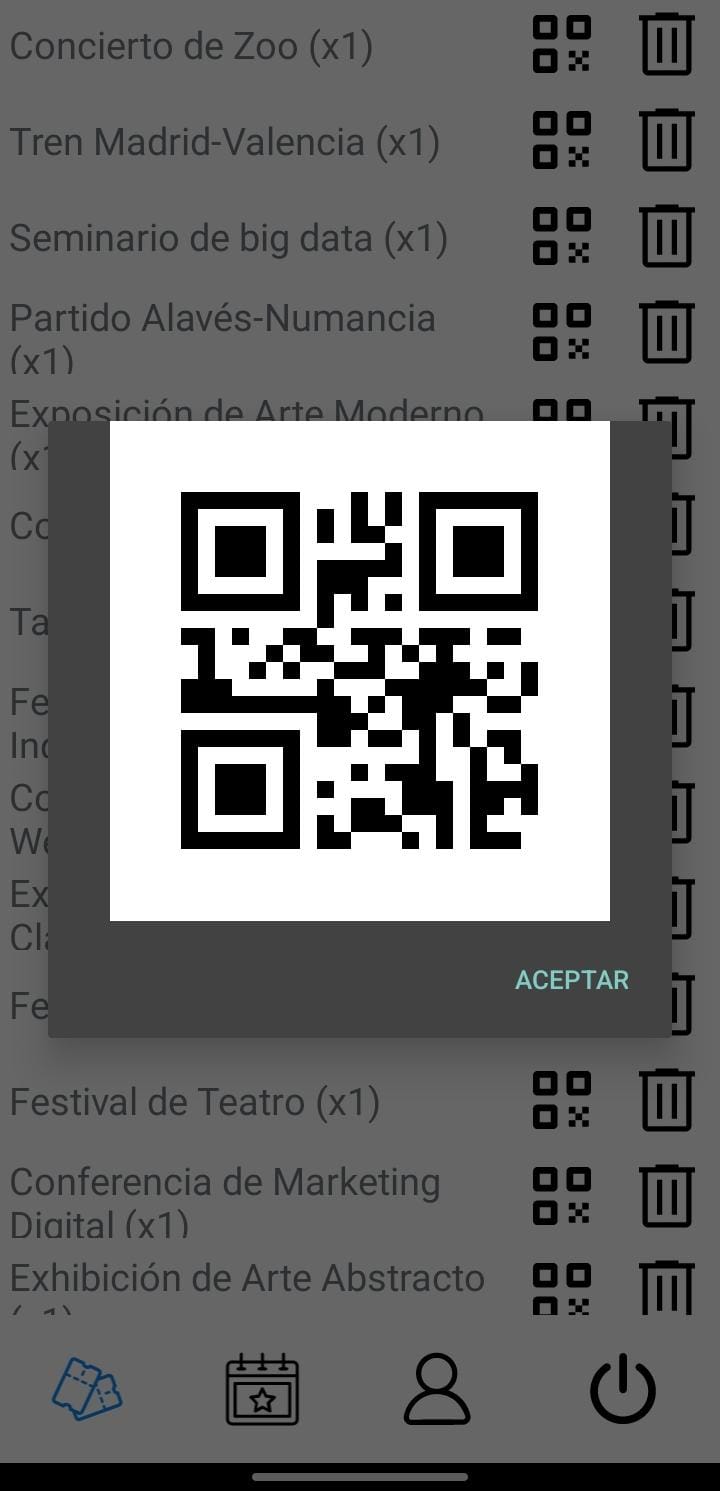 Concierto de Zoo (x1)
Tren Madrid-Valencia (x1)
Seminario de big data (x1)
Partido Alavés-Numancia
(x1)
Exposición de Arte Moderno
(x1
Co
Ta
Fe
Ind
Co
We
Ex
Cla
Fe
ACEPTAR
Festival de Teatro (x1)
Conferencia de Marketing
Digital (x1)
Exhibición de Arte Abstracto
(x1)